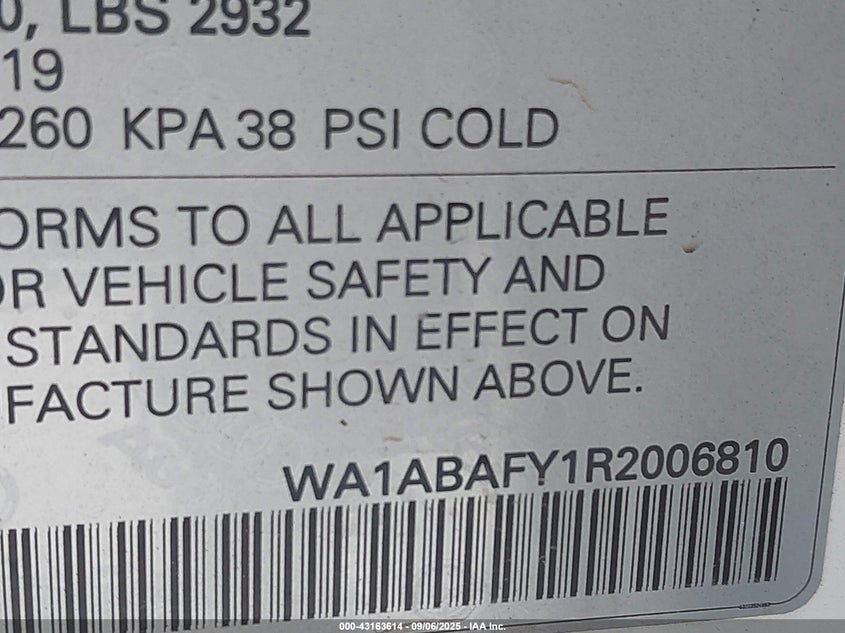 0, LBS 2932
19
260 KPA 38 PSI COLD
ORMS TO ALL APPLICABLE
OR VEHICLE SAFETY AND
STANDARDS IN EFFECT ON
FACTURE SHOWN ABOVE.
WA1ABAFY1R2006810
000-43163614 - 09/06/2025 - IAA Inc.